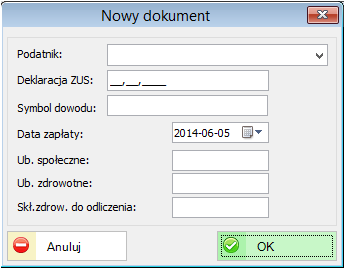 Nowy dokument
Podatnik:
Deklaracja ZUS: __,__,____
Symbol dowodu:
Data zapłaty: 2014-06-05
Ub. społeczne:
Ub. zdrowotne:
Skł.zdrow. do odliczenia:
Anuluj OK